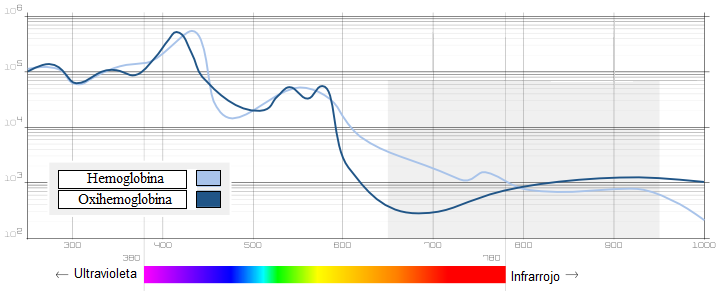 10⁶
10⁵
10⁴
10³
10²
Hemoglobina
Oxihemoglobina
300 400 500 600 700 800 900 1000
380 780
← Ultravioleta Infrarrojo →